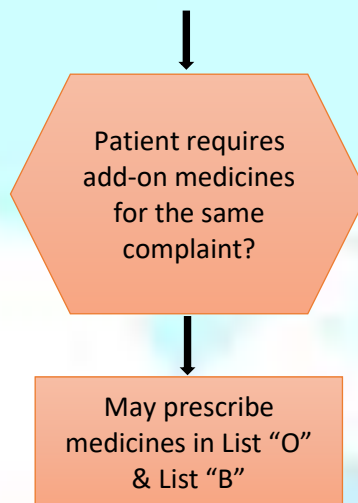 Patient requires
add-on medicines
for the same
complaint?
May prescribe
medicines in List “O”
& List “B”